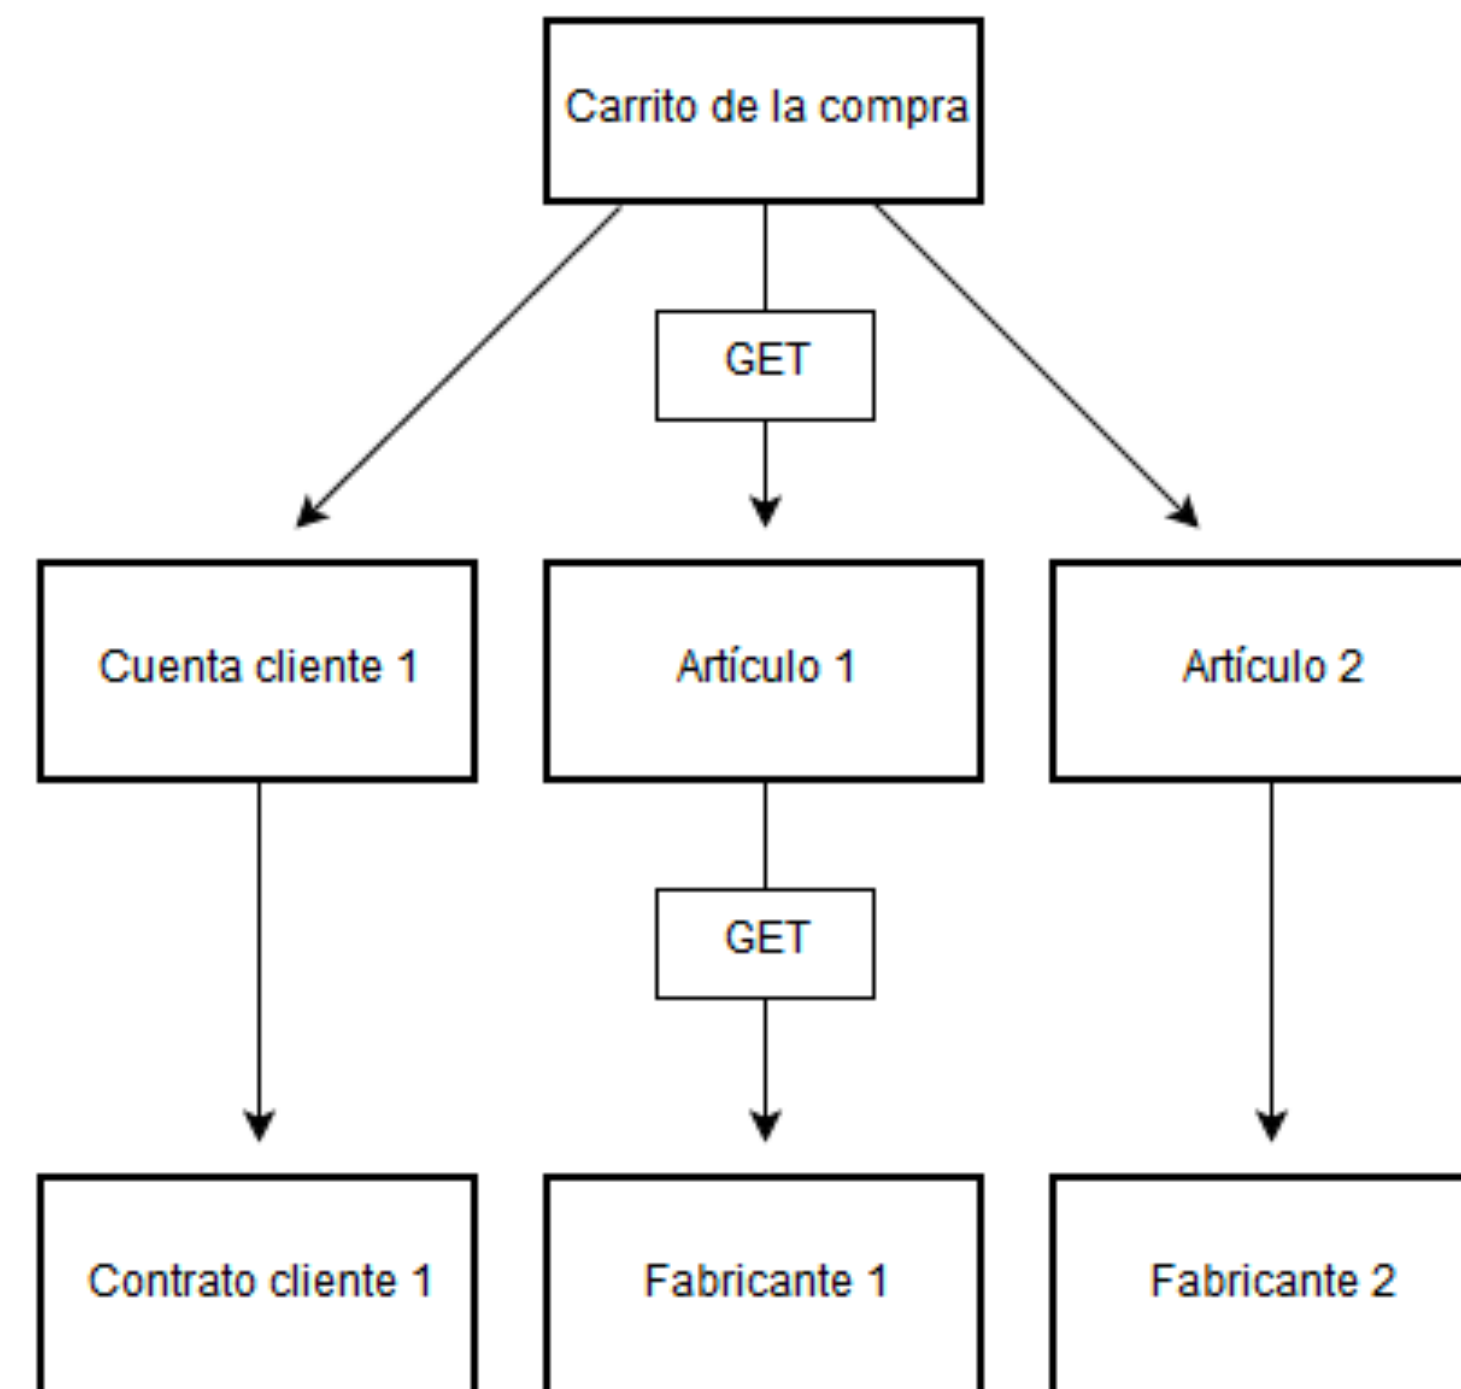 Carrito de la compra
GET
Cuenta cliente 1
Artículo 1
Artículo 2
GET
Contrato cliente 1
Fabricante 1
Fabricante 2